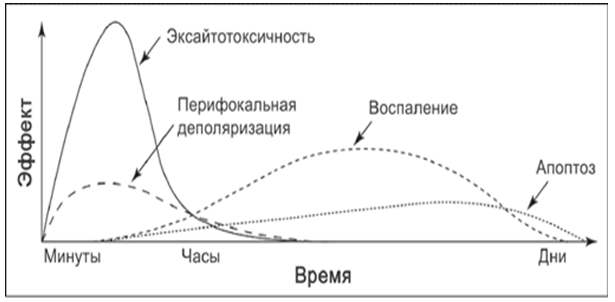 Эксайтотоксичность
Перифокальная
деполяризация
Воспаление
Апоптоз
Эффект
Минуты
Часы
Дни
Время